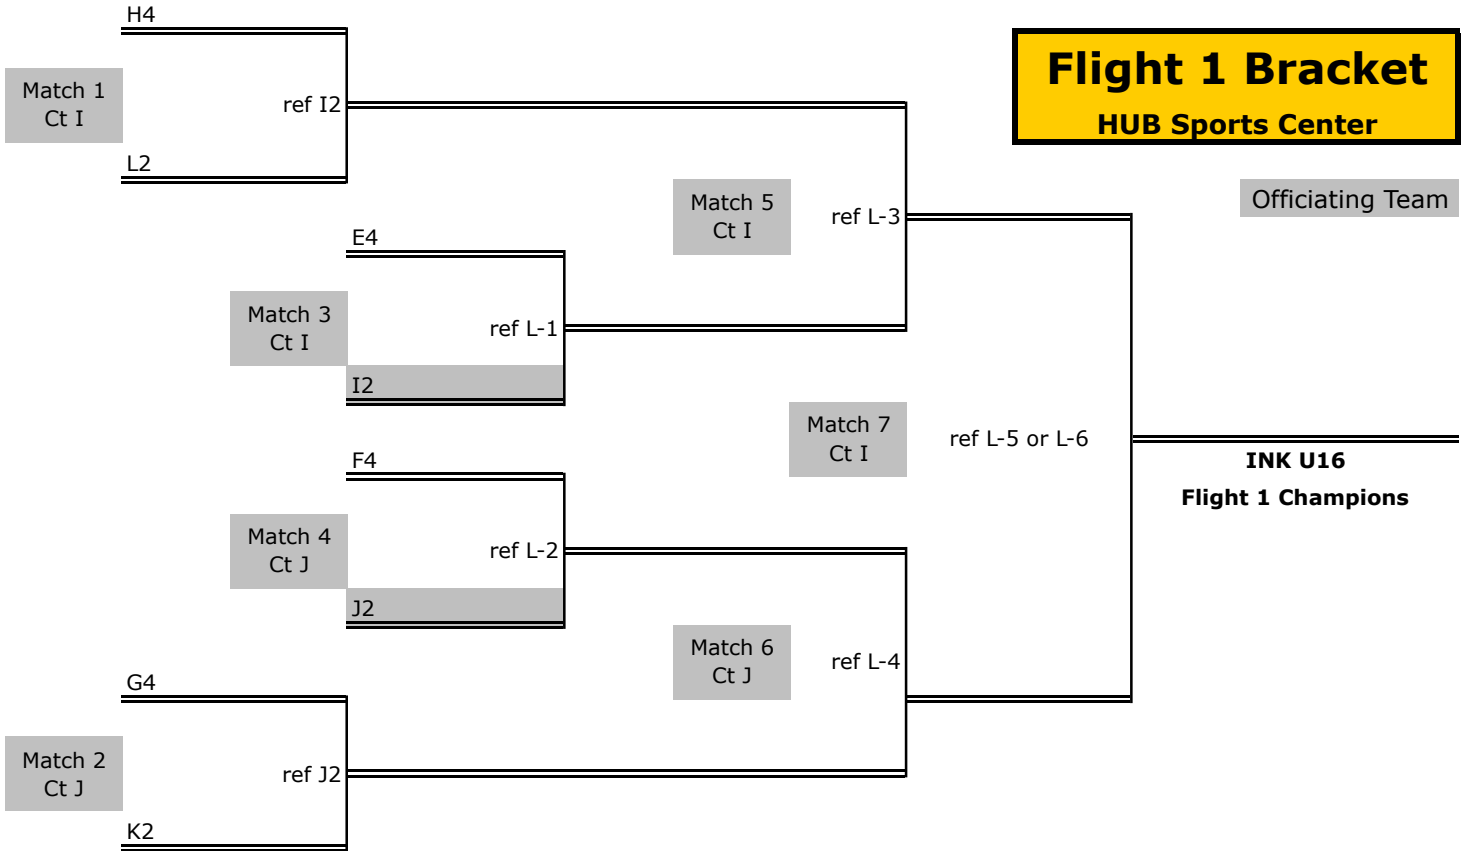 H4
Flight 1 Bracket
HUB Sports Center
Match 1
Ct I
ref I2
L2
Officiating Team
Match 5
Ct I
ref L-3
E4
Match 3
Ct I
ref L-1
I2
Match 7
Ct I
ref L-5 or L-6
INK U16
Flight 1 Champions
F4
Match 4
Ct J
ref L-2
J2
Match 6
Ct J
ref L-4
G4
Match 2
Ct J
ref J2
K2